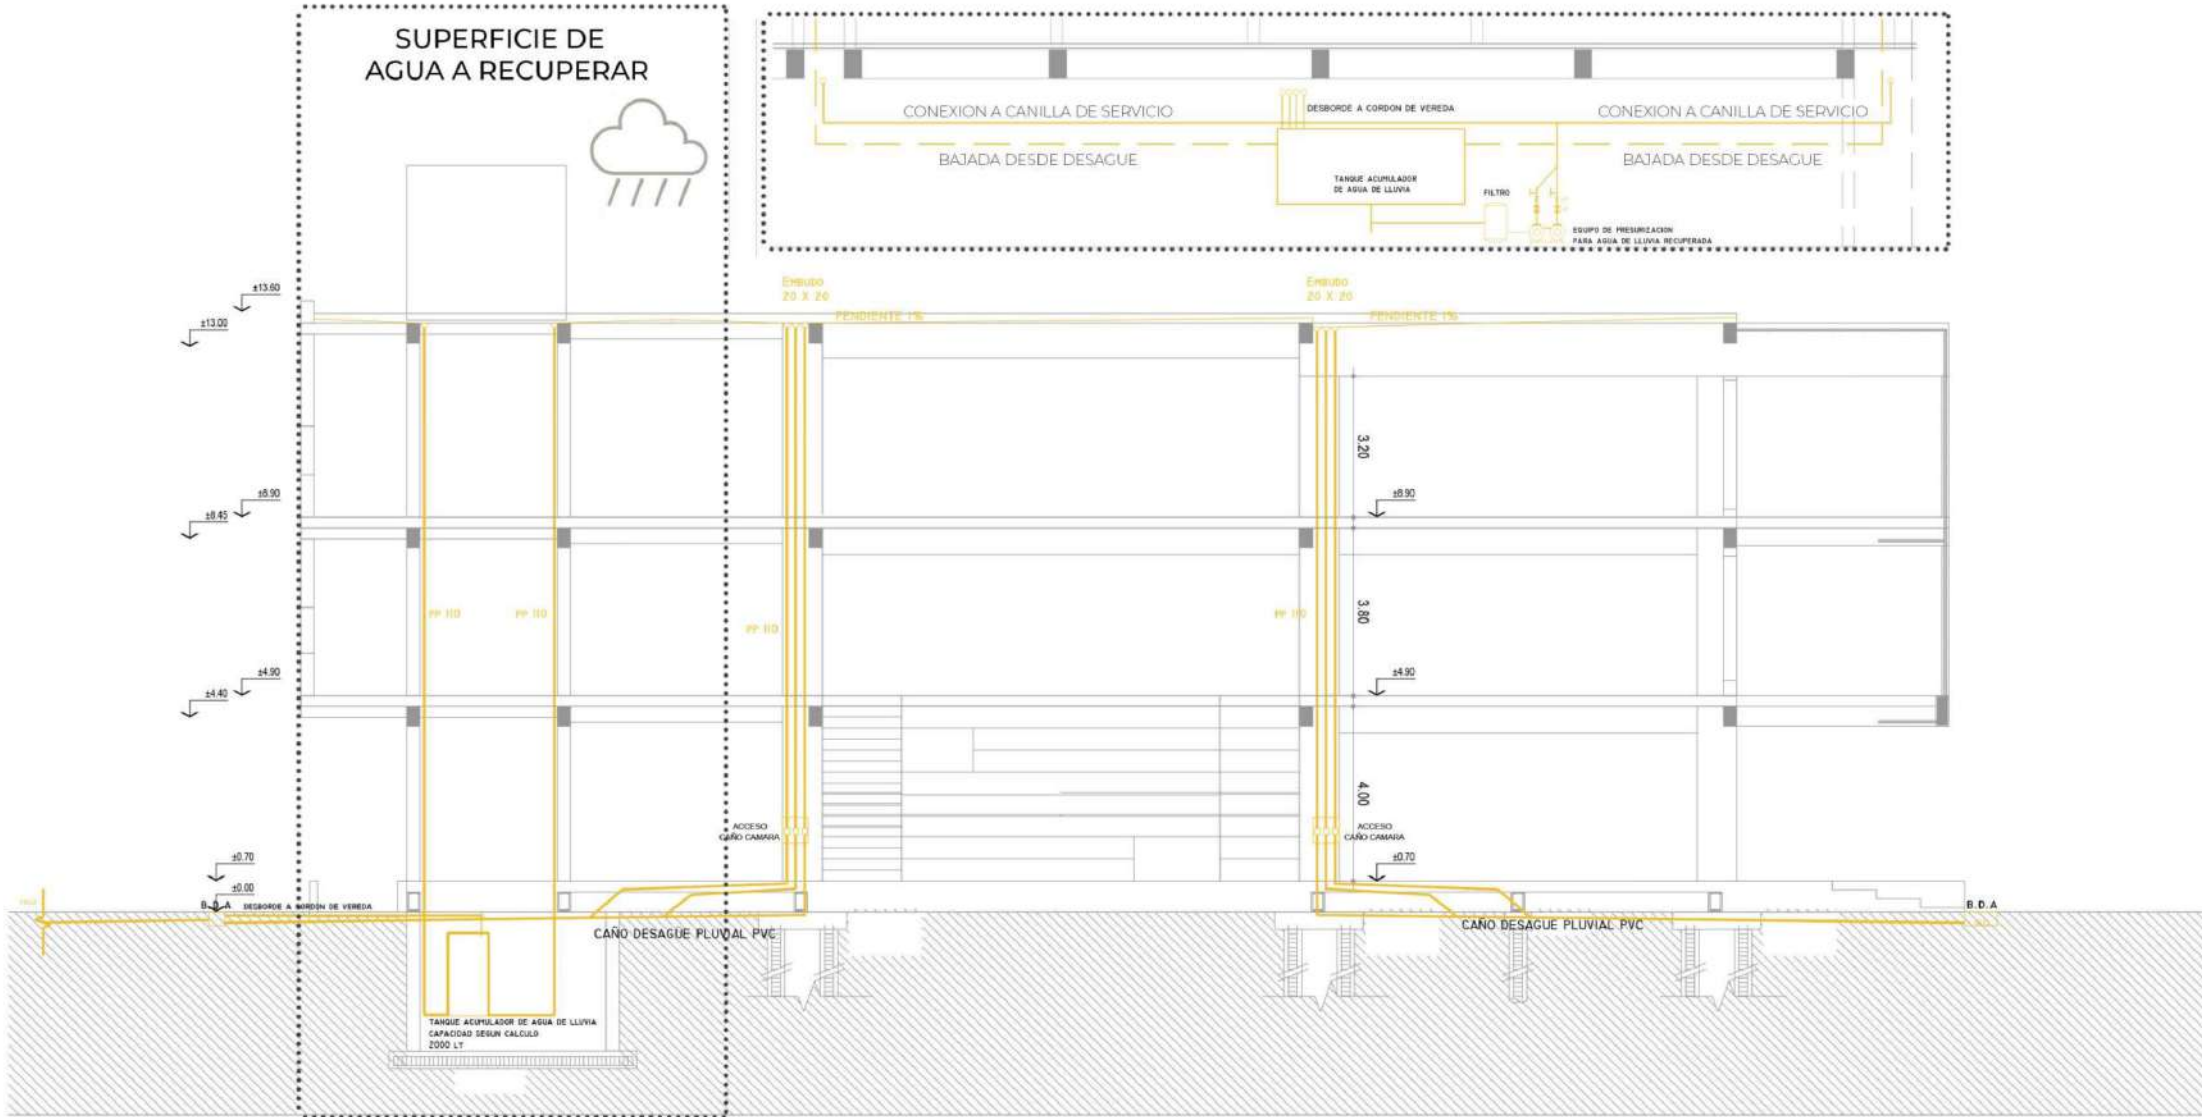 SUPERFICIE DE
AGUA A RECUPERAR
CONEXION A CANILLA DE SERVICIO
DESBORDE A CORDON DE VEREDA
CONEXION A CANILLA DE SERVICIO
BAJADA DESDE DESAGUE
BAJADA DESDE DESAGUE
TANQUE ACUMULADOR
DE AGUA DE LLUVIA
FILTRO
EQUIPO DE PRESURIZACION
PARA AGUA DE LLUVIA RECUPERADA
EMBUDO
20 X 20
PENDIENTE 1%
EMBUDO
20 X 20
PENDIENTE 1%
±13.60
±13.00
3.20
±8.90
±8.45
±8.90
PP 110
PP 110
PP 110
PP 110
3.80
±4.90
±4.40
±4.90
4.00
ACCESO
CAÑO CAMARA
ACCESO
CAÑO CAMARA
±0.70
±0.00
±0.70
B.D.A
DESBORDE A CORDON DE VEREDA
B.D.A
CAÑO DESAGUE PLUVIAL PVC
CAÑO DESAGUE PLUVIAL PVC
TANQUE ACUMULADOR DE AGUA DE LLUVIA
CAPACIDAD SEGUN CALCULO
2000 LT